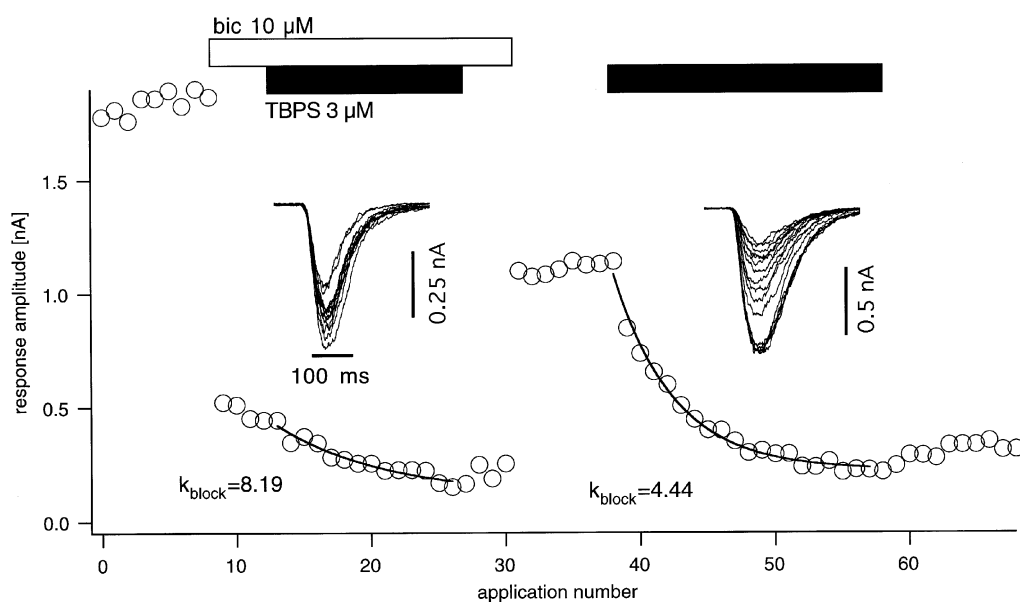 bic 10 µM
TBPS 3 µM
response amplitude [nA]
1.5
1.0
0.5
0.0
0.25 nA
100 ms
0.5 nA
k_block=8.19
k_block=4.44
0 10 20 30 40 50 60
application number